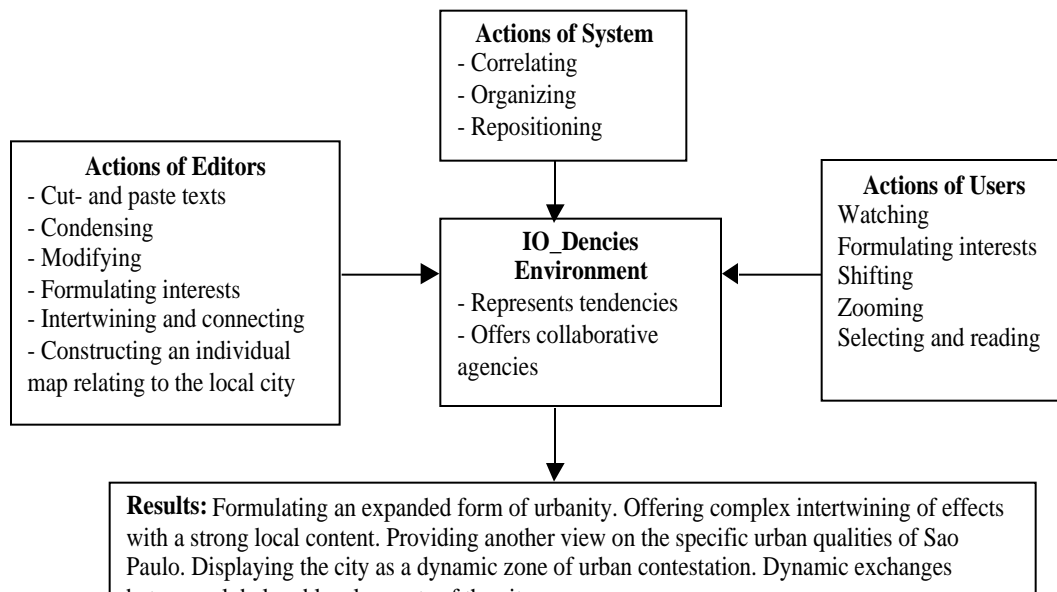 Actions of System
- Correlating
- Organizing
- Repositioning
Actions of Editors
- Cut- and paste texts
- Condensing
- Modifying
- Formulating interests
- Intertwining and connecting
- Constructing an individual
map relating to the local city
IO_Dencies
Environment
- Represents tendencies
- Offers collaborative
agencies
Actions of Users
Watching
Formulating interests
Shifting
Zooming
Selecting and reading
Results: Formulating an expanded form of urbanity. Offering complex intertwining of effects
with a strong local content. Providing another view on the specific urban qualities of Sao
Paulo. Displaying the city as a dynamic zone of urban contestation. Dynamic exchanges